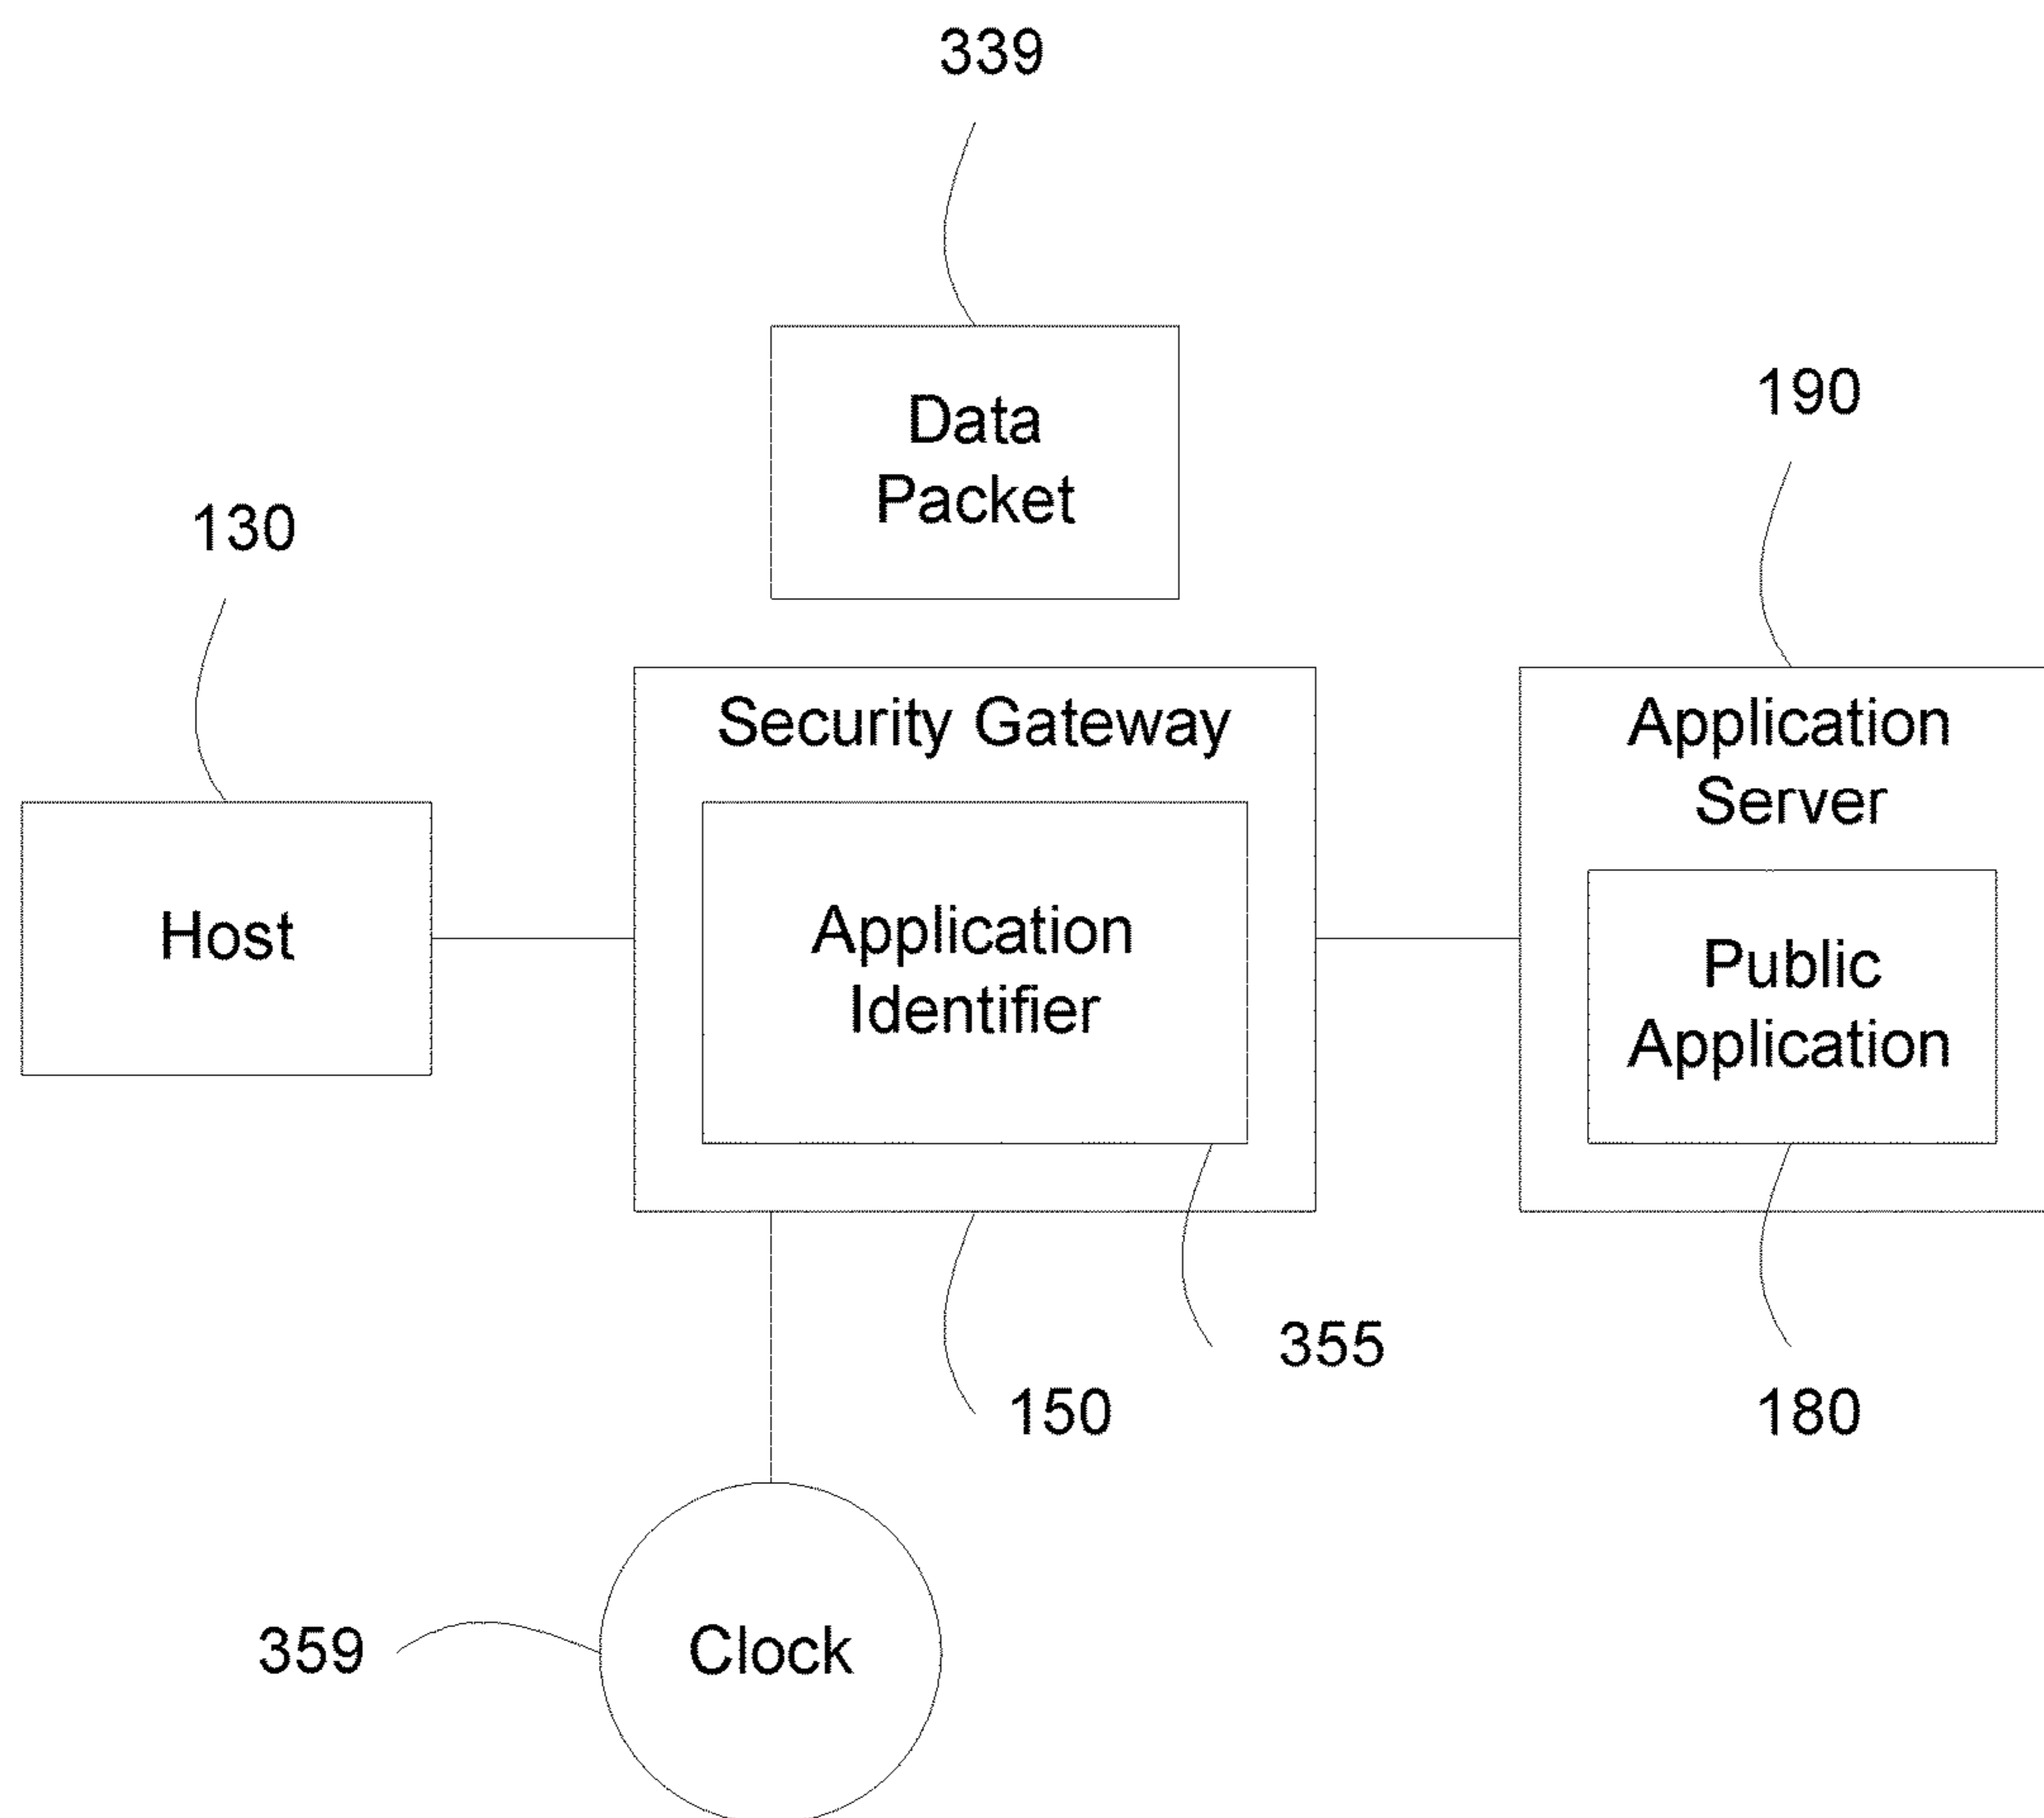 339
Data
Packet
190
130
Security Gateway
Application
Server
Host
Application
Identifier
Public
Application
355
150
180
359
Clock